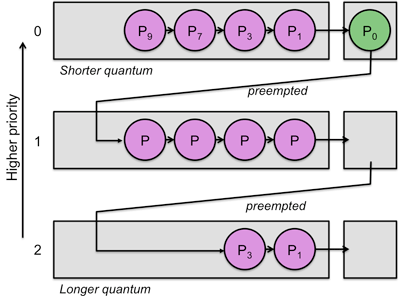 0
P9 P7 P3 P1 P0
Shorter quantum
preempted
Higher priority
1
P P P P
preempted
2
P3 P1
Longer quantum